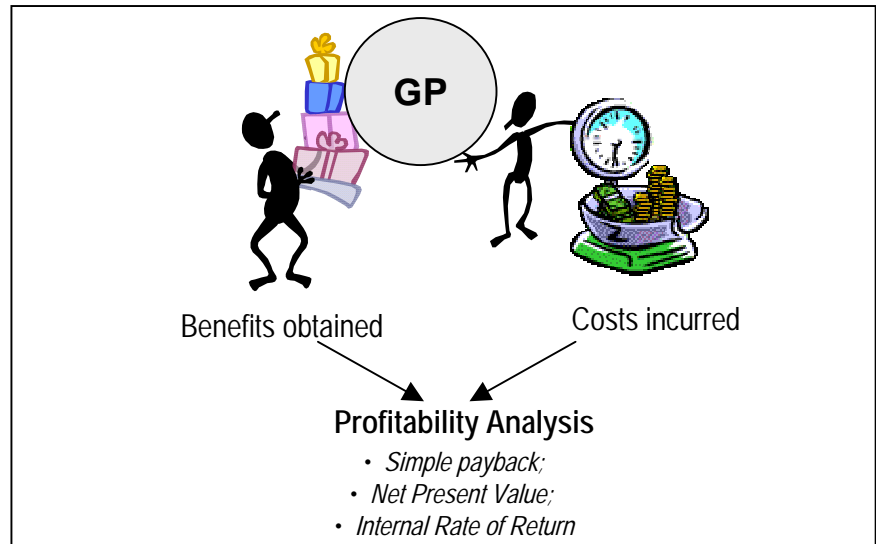 GP
Benefits obtained
Costs incurred
Profitability Analysis
• Simple payback;
• Net Present Value;
• Internal Rate of Return